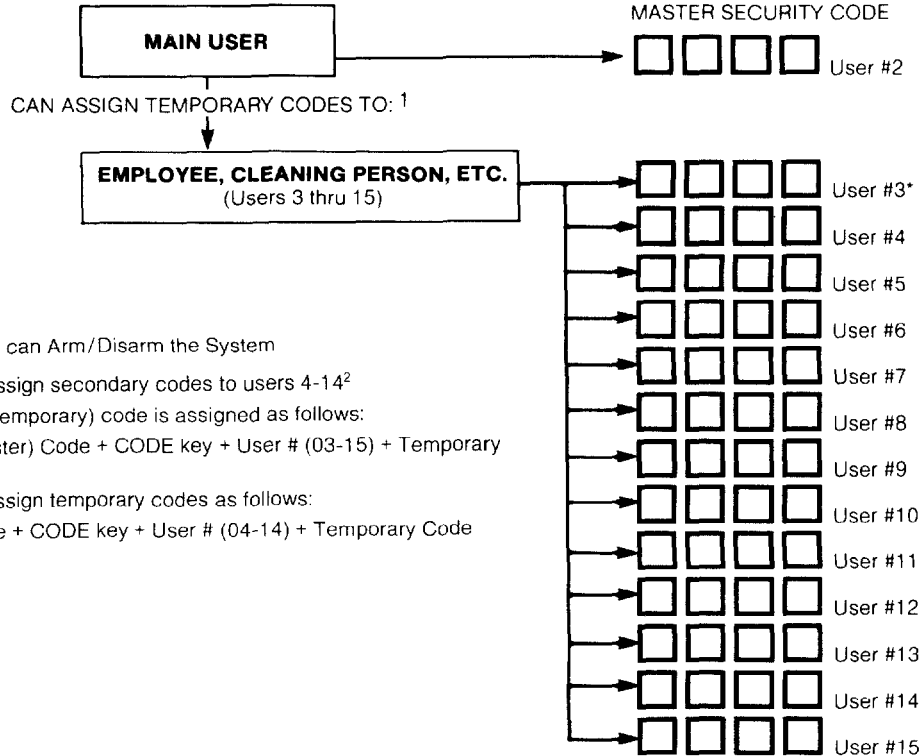 MASTER SECURITY CODE
MAIN USER
User #2
CAN ASSIGN TEMPORARY CODES TO: 1
EMPLOYEE, CLEANING PERSON, ETC.
(Users 3 thru 15)
User #3*
User #4
User #5
User #6
can Arm/Disarm the System
User #7
ssign secondary codes to users 4-14²
emporary) code is assigned as follows:
User #8
ster) Code + CODE key + User # (03-15) + Temporary
User #9
ssign temporary codes as follows:
User #10
e + CODE key + User # (04-14) + Temporary Code
User #11
User #12
User #13
User #14
User #15